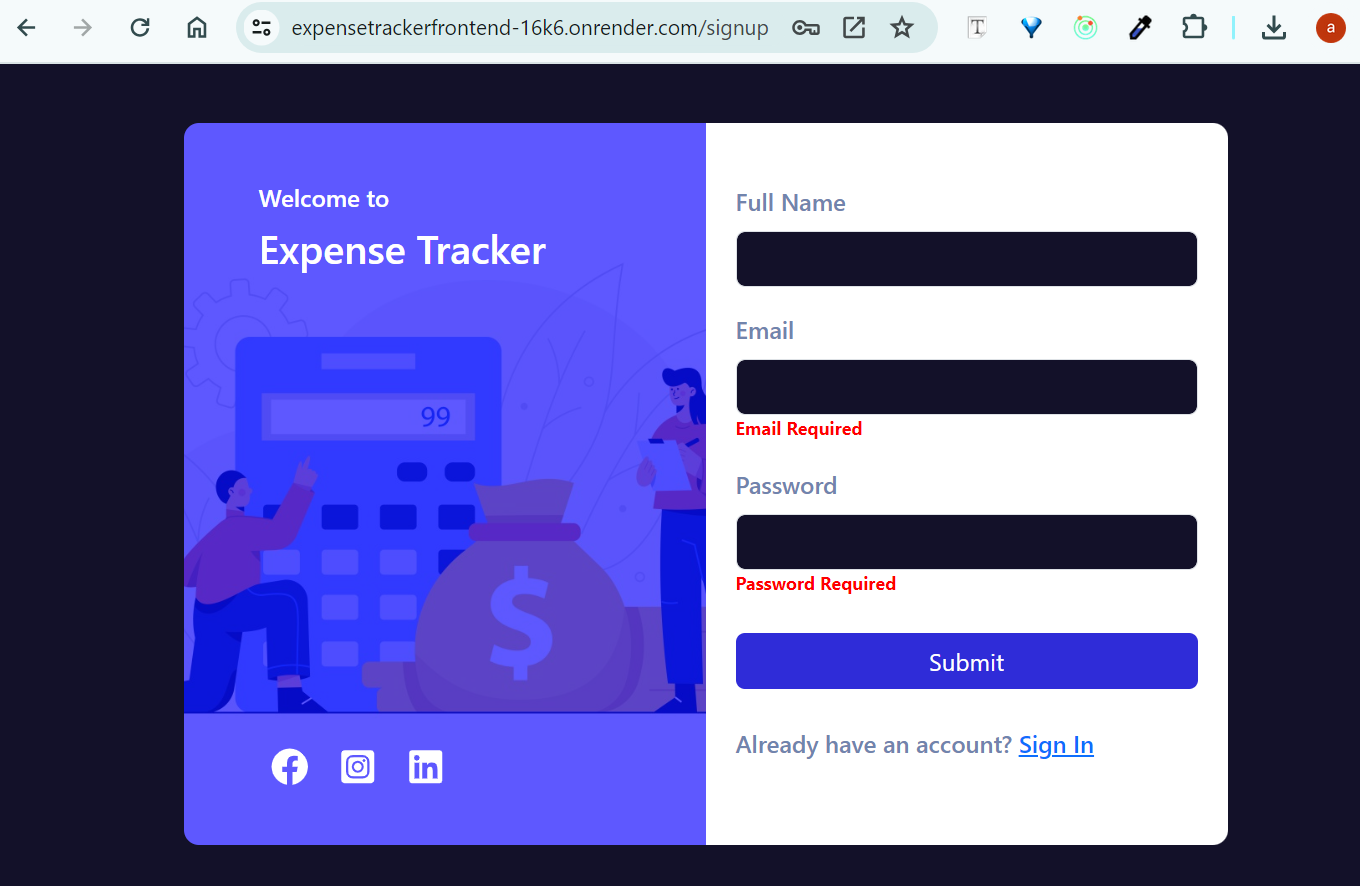 expensetrackerfrontend-16k6.onrender.com/signup
T
a
Welcome to
Expense Tracker
99
$
Full Name
Email
Email Required
Password
Password Required
Submit
Already have an account? Sign In
in